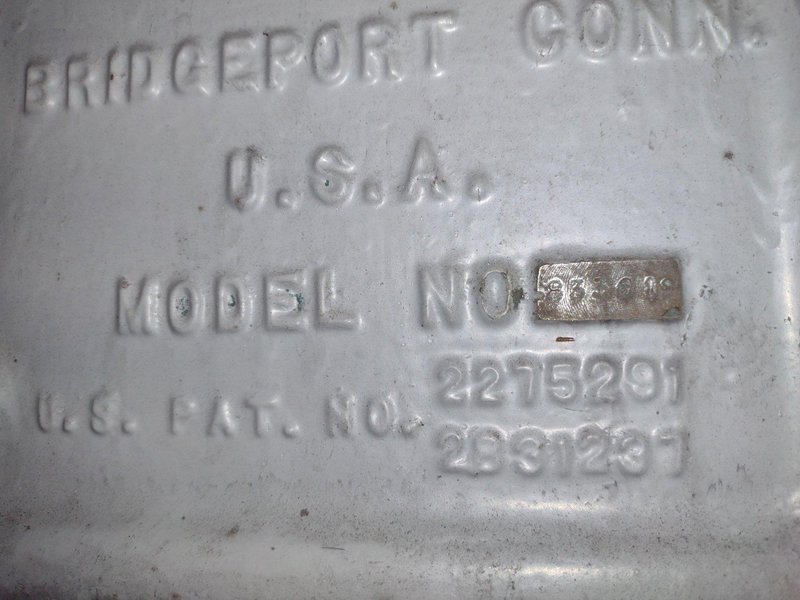 BRIDGEPORT CONN.
U.S.A.
MODEL NO
U.S. PAT. NO. 2275291
2331237